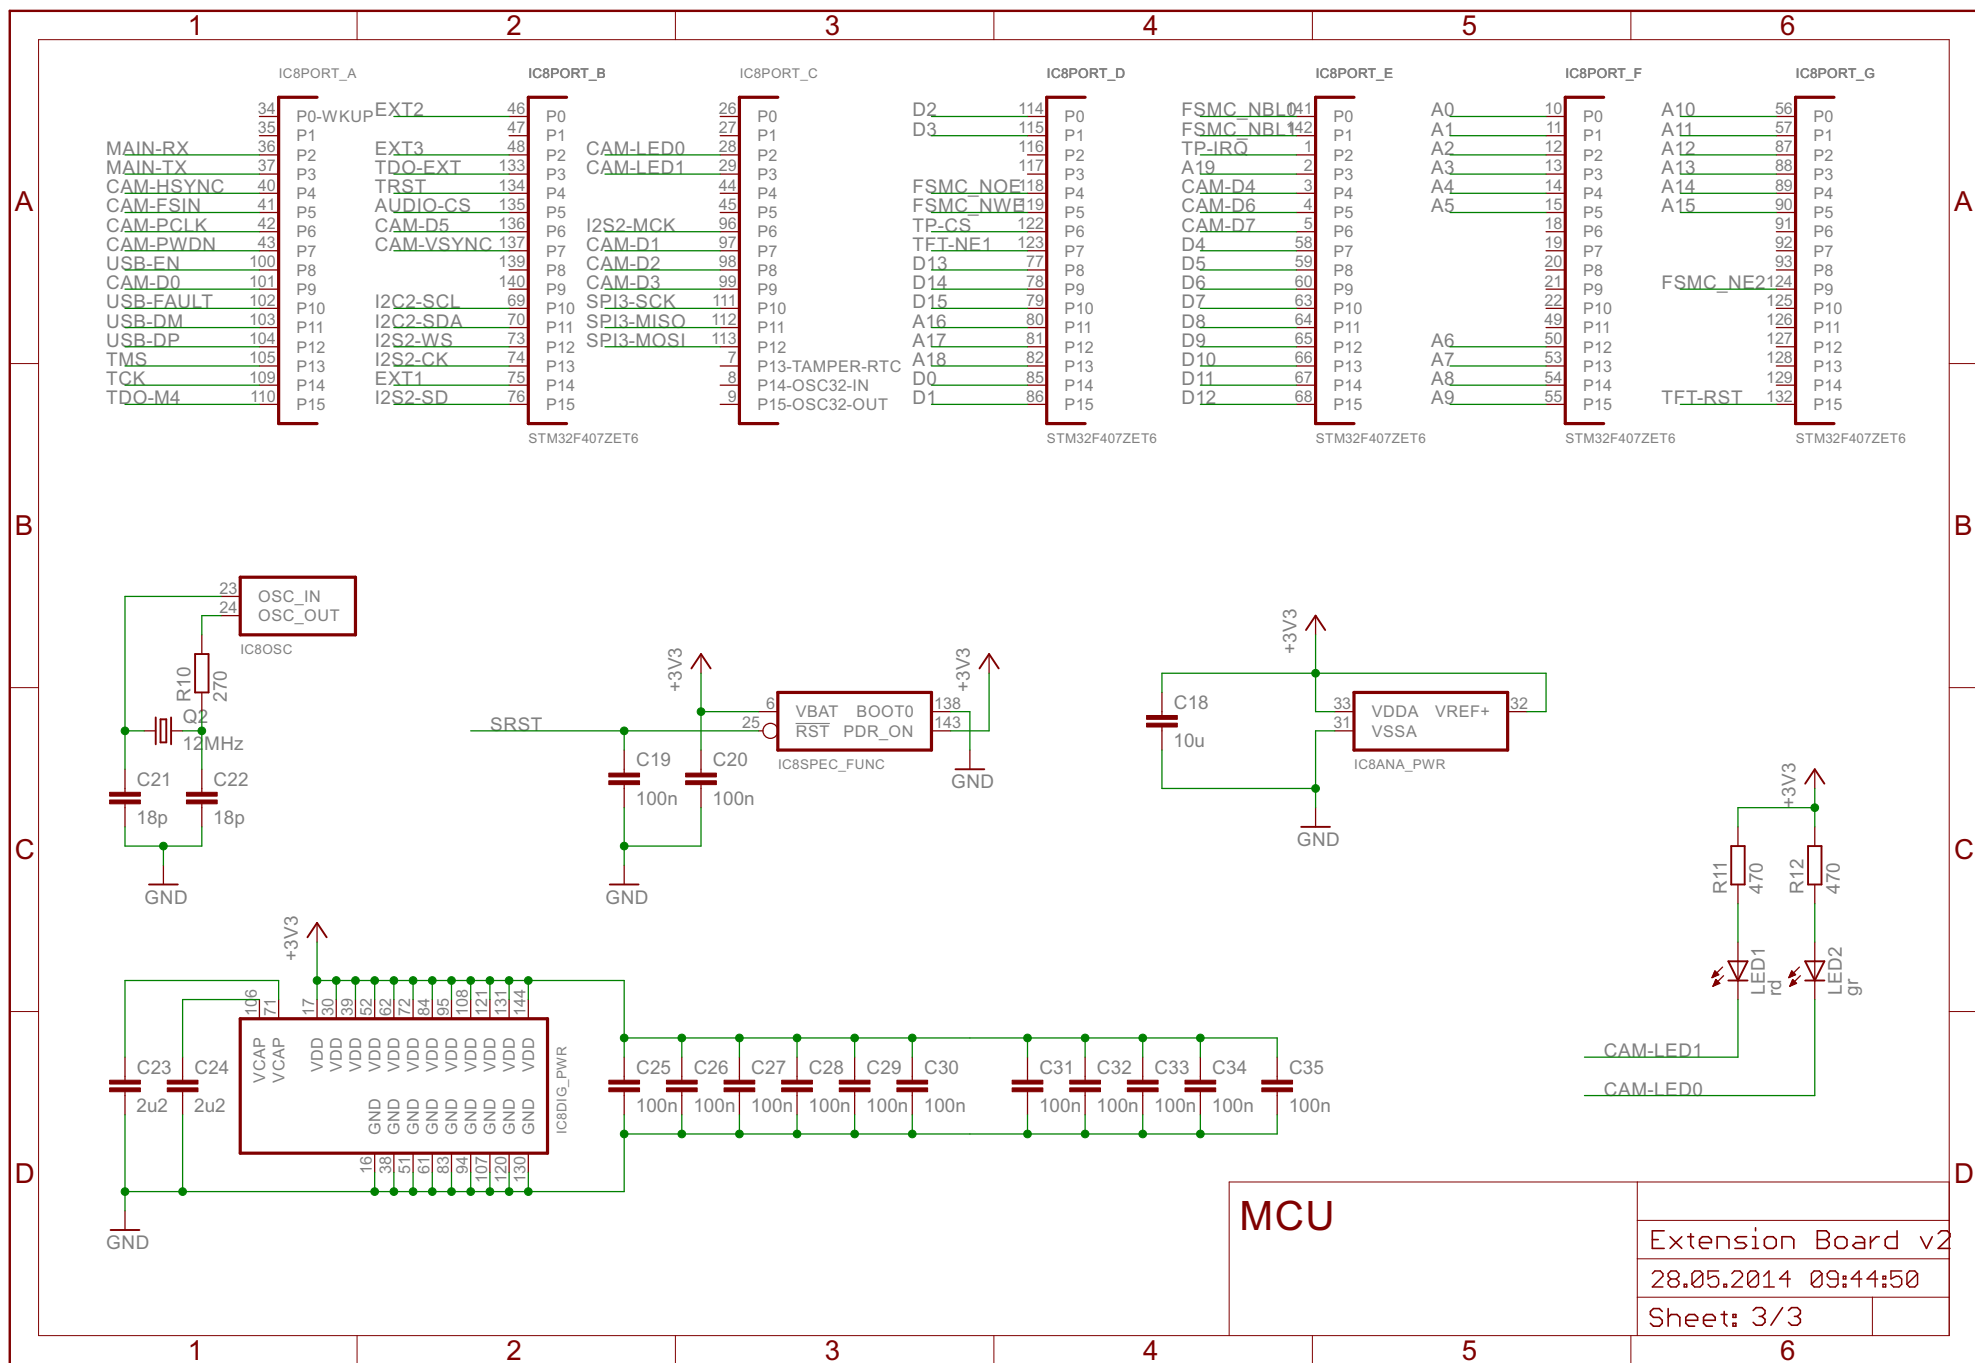 1 2 3 4 5 6
IC8PORT_A IC8PORT_B IC8PORT_C IC8PORT_D IC8PORT_E IC8PORT_F IC8PORT_G
34 P0-WKUP
35 P1
MAIN-RX 36 P2
MAIN-TX 37 P3
CAM-HSYNC 40 P4
CAM-FSIN 41 P5
CAM-PCLK 42 P6
CAM-PWDN 43 P7
USB-EN 100 P8
CAM-D0 101 P9
USB-FAULT 102 P10
USB-DM 103 P11
USB-DP 104 P12
TMS 105 P13
TCK 109 P14
TDO-M4 110 P15
EXT2 46 P0
47 P1
EXT3 48 P2
TDO-EXT 133 P3
TRST 134 P4
AUDIO-CS 135 P5
CAM-D5 136 P6
CAM-VSYNC 137 P7
139 P8
140 P9
I2C2-SCL 69 P10
I2C2-SDA 70 P11
I2S2-WS 73 P12
I2S2-CK 74 P13
EXT1 75 P14
I2S2-SD 76 P15
STM32F407ZET6
26 P0
27 P1
CAM-LED0 28 P2
CAM-LED1 29 P3
44 P4
45 P5
I2S2-MCK 96 P6
CAM-D1 97 P7
CAM-D2 98 P8
CAM-D3 99 P9
SPI3-SCK 111 P10
SPI3-MISO 112 P11
SPI3-MOSI 113 P12
7 P13-TAMPER-RTC
8 P14-OSC32-IN
9 P15-OSC32-OUT
D2 114 P0
D3 115 P1
116 P2
117 P3
FSMC_NOE 118 P4
FSMC_NWE 119 P5
TP-CS 122 P6
TFT-NE1 123 P7
D13 77 P8
D14 78 P9
D15 79 P10
A16 80 P11
A17 81 P12
A18 82 P13
D0 85 P14
D1 86 P15
STM32F407ZET6
FSMC_NBL0 141 P0
FSMC_NBL1 142 P1
TP-IRQ 1 P2
A19 2 P3
CAM-D4 3 P4
CAM-D6 4 P5
CAM-D7 5 P6
D4 58 P7
D5 59 P8
D6 60 P9
D7 63 P10
D8 64 P11
D9 65 P12
D10 66 P13
D11 67 P14
D12 68 P15
STM32F407ZET6
A0 10 P0
A1 11 P1
A2 12 P2
A3 13 P3
A4 14 P4
A5 15 P5
18 P6
19 P7
20 P8
21 P9
22 P10
49 P11
A6 50 P12
A7 53 P13
A8 54 P14
A9 55 P15
STM32F407ZET6
A10 56 P0
A11 57 P1
A12 87 P2
A13 88 P3
A14 89 P4
A15 90 P5
91 P6
92 P7
93 P8
FSMC_NE2 124 P9
125 P10
126 P11
127 P12
128 P13
129 P14
TFT-RST 132 P15
STM32F407ZET6
A A
B B
23 OSC_IN
24 OSC_OUT
IC8OSC
R10 270
Q2
12MHz
C21 18p
C22 18p
GND
SRST
+3V3 +3V3
6 VBAT BOOT0 138
25 RST PDR_ON 143
IC8SPEC_FUNC
C19 100n
C20 100n
GND
GND
+3V3
C18 10u
33 VDDA VREF+ 32
31 VSSA
IC8ANA_PWR
GND
+3V3
R11 470
R12 470
LED1 rd
LED2 gr
CAM-LED1
CAM-LED0
C C
+3V3
106 71 17 30 39 52 62 72 84 95 108 121 131 144
VCAP VCAP VDD VDD VDD VDD VDD VDD VDD VDD VDD VDD VDD VDD
GND GND GND GND GND GND GND GND GND
16 38 51 61 83 94 107 120 130
IC8DIG_PWR
C23 C24 C25 C26 C27 C28 C29 C30 C31 C32 C33 C34 C35
2u2 2u2 100n 100n 100n 100n 100n 100n 100n 100n 100n 100n 100n
GND
D D
MCU
Extension Board v2
28.05.2014 09:44:50
Sheet: 3/3
1 2 3 4 5 6